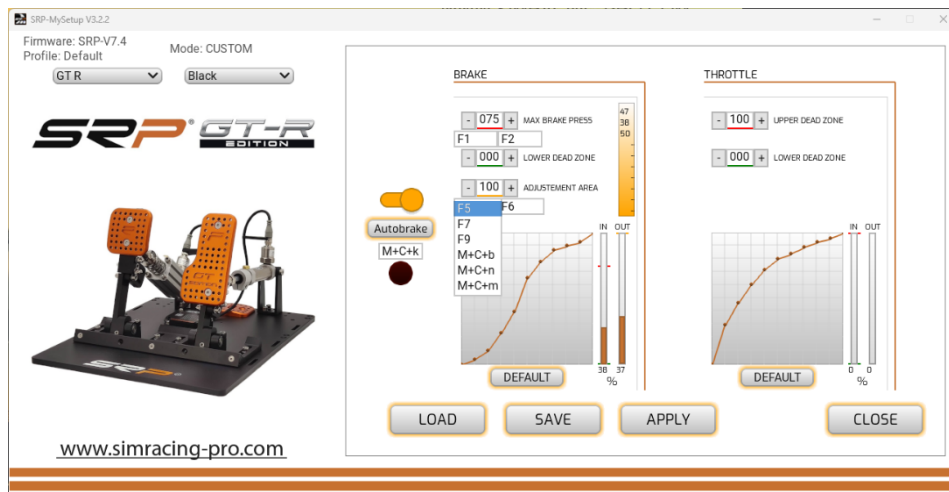 SRP-MySetup V3.2.2
Firmware: SRP-V7.4
Profile: Default
Mode: CUSTOM
GT R
Black
SRP® GT-R
EDITION
www.simracing-pro.com
Autobrake
M+C+k
BRAKE
- 075 + MAX BRAKE PRESS
F1 F2
- 000 + LOWER DEAD ZONE
- 100 + ADJUSTEMENT AREA
F5 F6
F7
F9
M+C+b
M+C+n
M+C+m
47
38
50
IN OUT
38 37
%
DEFAULT
THROTTLE
- 100 + UPPER DEAD ZONE
- 000 + LOWER DEAD ZONE
IN OUT
0 0
%
DEFAULT
LOAD
SAVE
APPLY
CLOSE